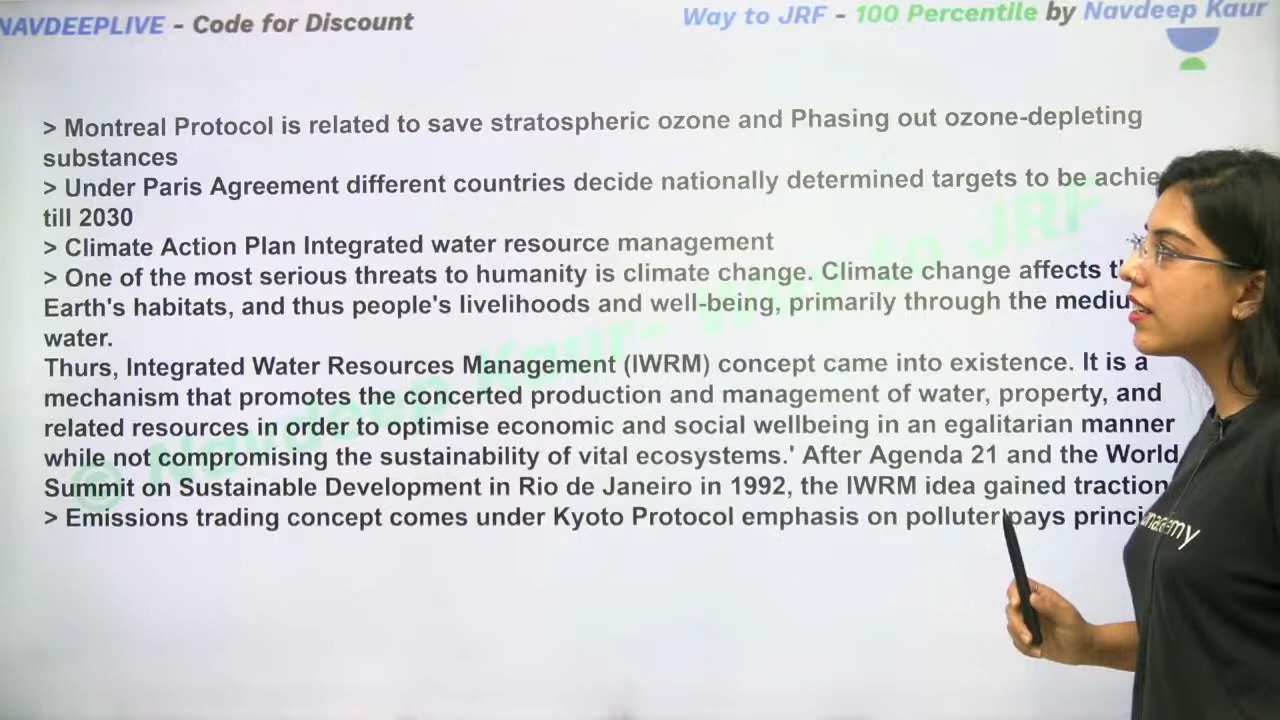 NAVDEEPLIVE - Code for Discount
Way to JRF - 100 Percentile by Navdeep Kaur
> Montreal Protocol is related to save stratospheric ozone and Phasing out ozone-depleting
substances
> Under Paris Agreement different countries decide nationally determined targets to be achie
till 2030
> Climate Action Plan Integrated water resource management
> One of the most serious threats to humanity is climate change. Climate change affects
Earth's habitats, and thus people's livelihoods and well-being, primarily through the mediu
water.
Thurs, Integrated Water Resources Management (IWRM) concept came into existence. It is a
mechanism that promotes the concerted production and management of water, property, and
related resources in order to optimise economic and social wellbeing in an egalitarian manner
while not compromising the sustainability of vital ecosystems.' After Agenda 21 and the World
Summit on Sustainable Development in Rio de Janeiro in 1992, the IWRM idea gained traction
> Emissions trading concept comes under Kyoto Protocol emphasis on polluter pays princi
© Navdeep Kaur- Way to JRF
unacademy